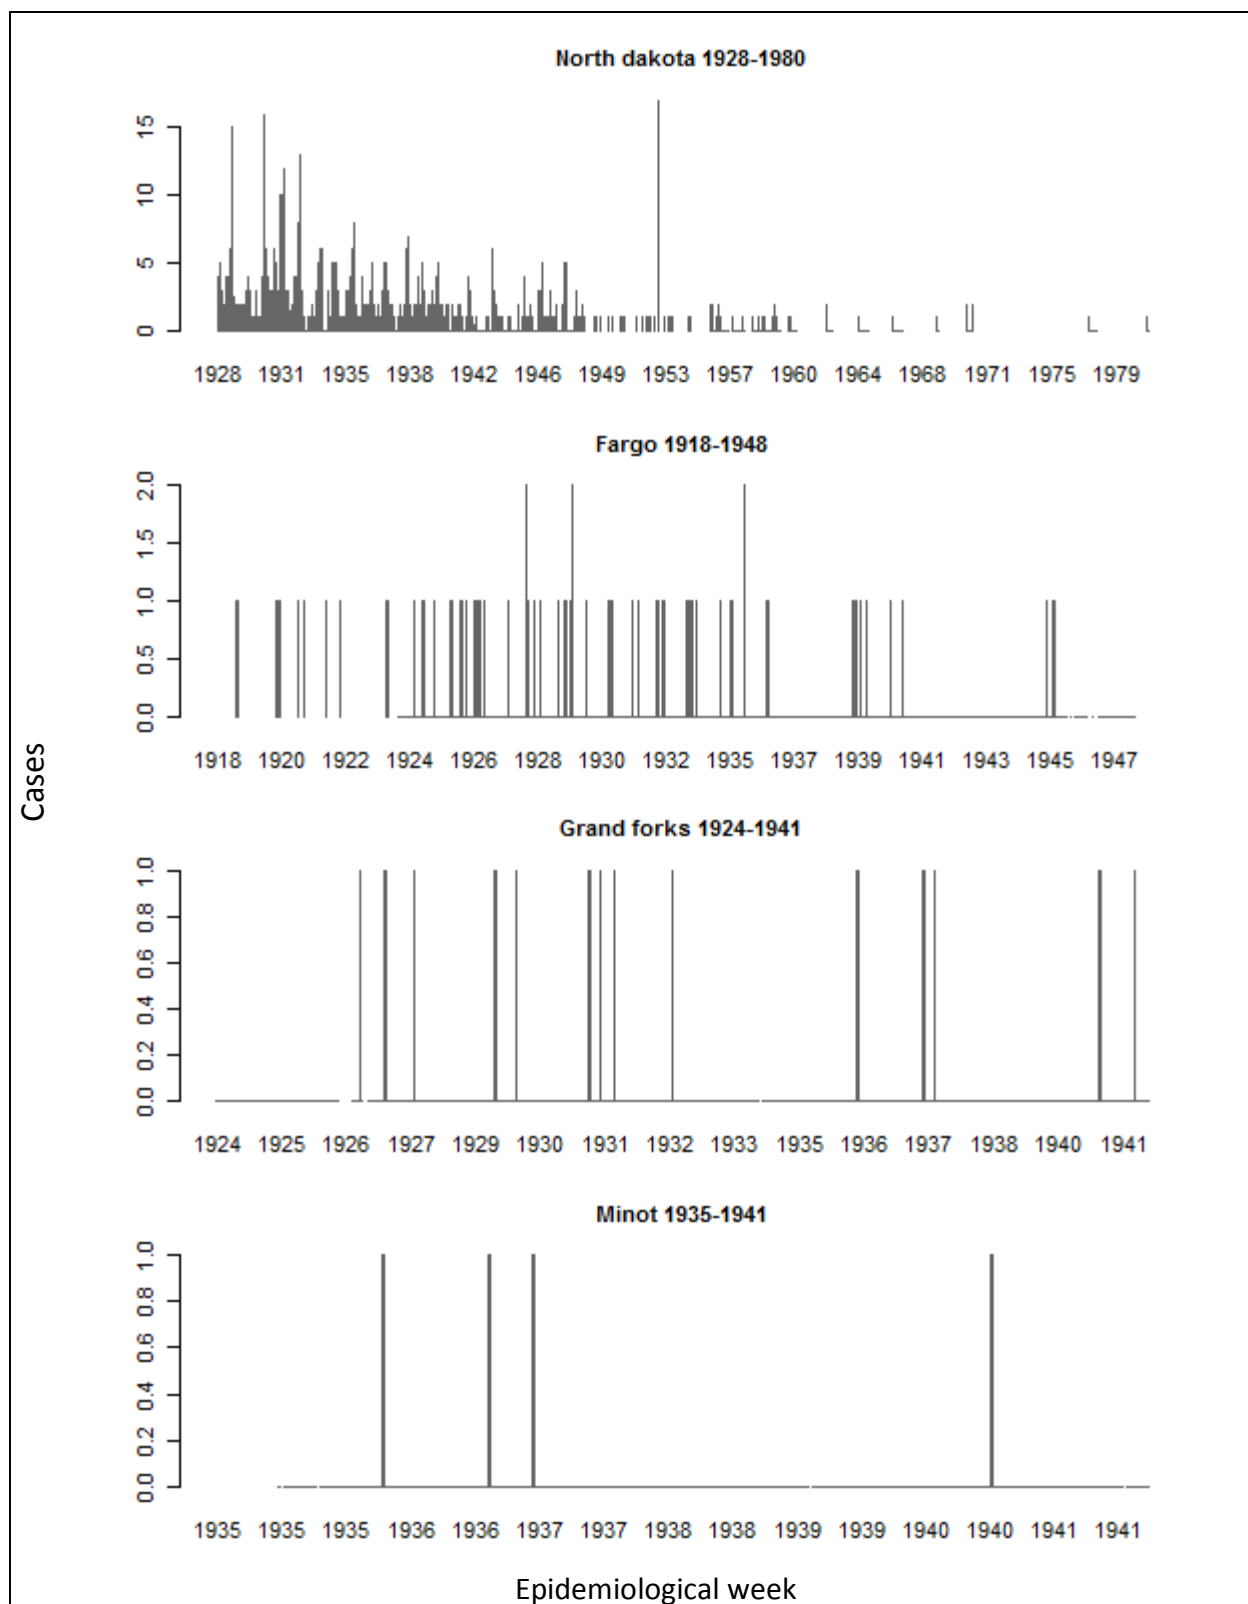 North dakota 1928-1980
15
10
5
0
1928 1931 1935 1938 1942 1946 1949 1953 1957 1960 1964 1968 1971 1975 1979
Fargo 1918-1948
2.0
1.5
1.0
0.5
0.0
1918 1920 1922 1924 1926 1928 1930 1932 1935 1937 1939 1941 1943 1945 1947
Cases
Grand forks 1924-1941
1.0
0.8
0.6
0.4
0.2
0.0
1924 1925 1926 1927 1929 1930 1931 1932 1933 1935 1936 1937 1938 1940 1941
Minot 1935-1941
1.0
0.8
0.6
0.4
0.2
0.0
1935 1935 1935 1936 1936 1937 1937 1938 1938 1939 1939 1940 1940 1941 1941
Epidemiological week